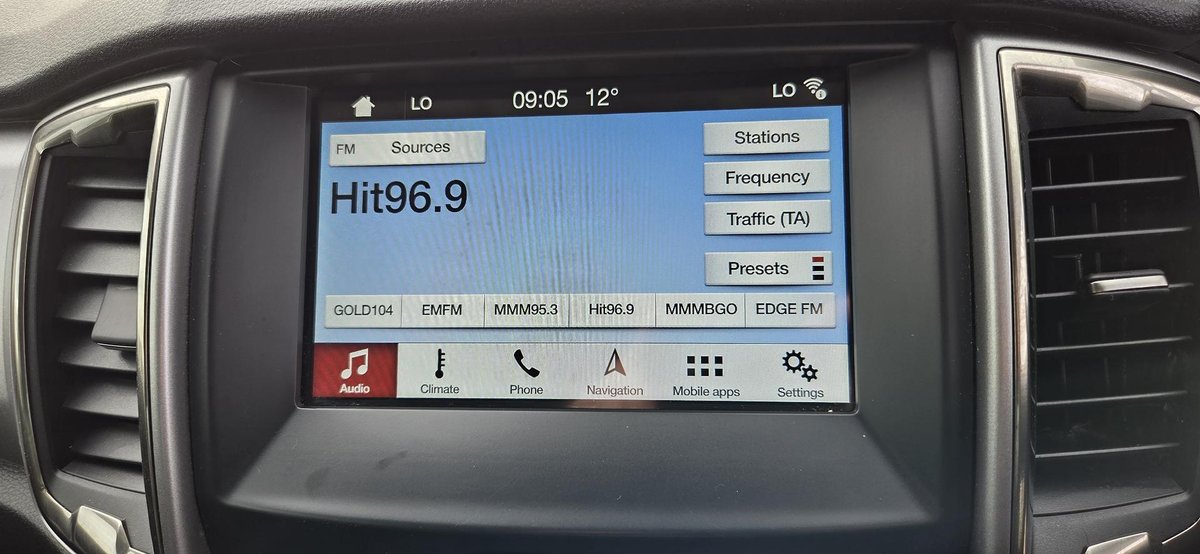 LO 09:05 12° LO
FM Sources
Hit96.9
Stations
Frequency
Traffic (TA)
Presets
GOLD104 EMFM MMM95.3 Hit96.9 MMMBGO EDGE FM
Audio Climate Phone Navigation Mobile apps Settings